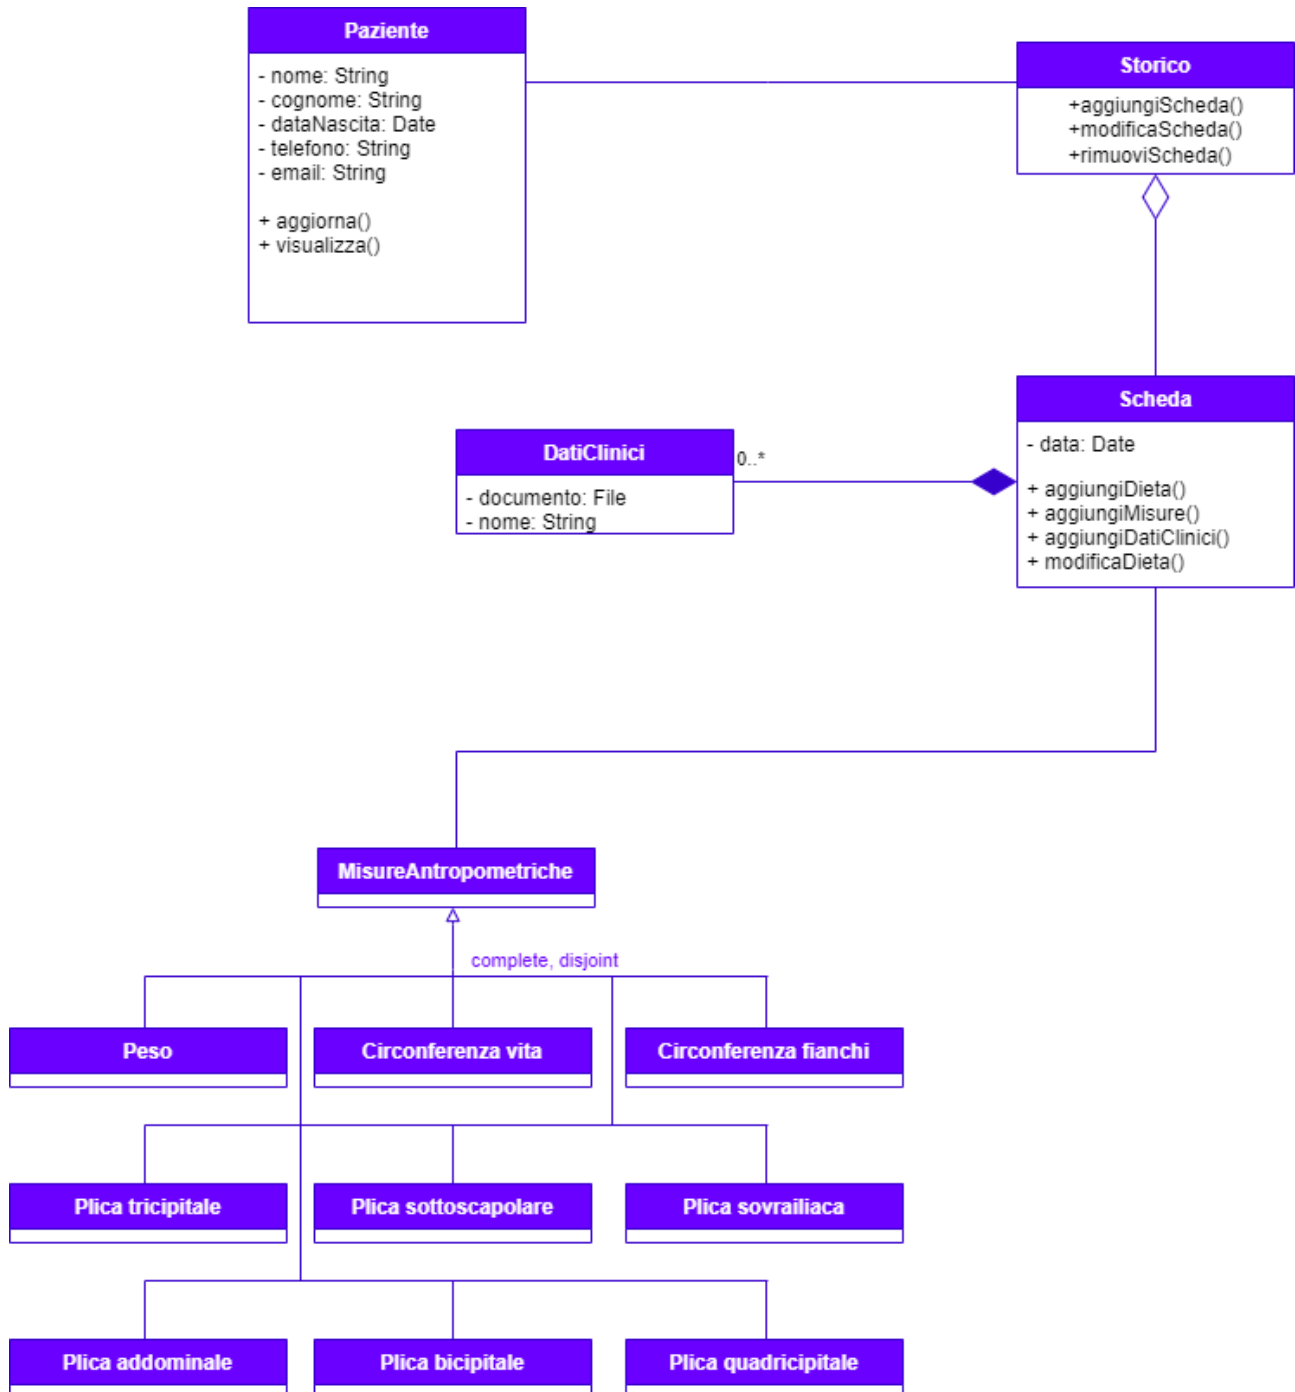 Paziente
- nome: String
- cognome: String
- dataNascita: Date
- telefono: String
- email: String
+ aggiorna()
+ visualizza()
Storico
+aggiungiScheda()
+modificaScheda()
+rimuoviScheda()
Scheda
- data: Date
+ aggiungiDieta()
+ aggiungiMisure()
+ aggiungiDatiClinici()
+ modificaDieta()
DatiClinici
- documento: File
- nome: String
0..*
MisureAntropometriche
complete, disjoint
Peso
Circonferenza vita
Circonferenza fianchi
Plica tricipitale
Plica sottoscapolare
Plica sovrailiaca
Plica addominale
Plica bicipitale
Plica quadricipitale